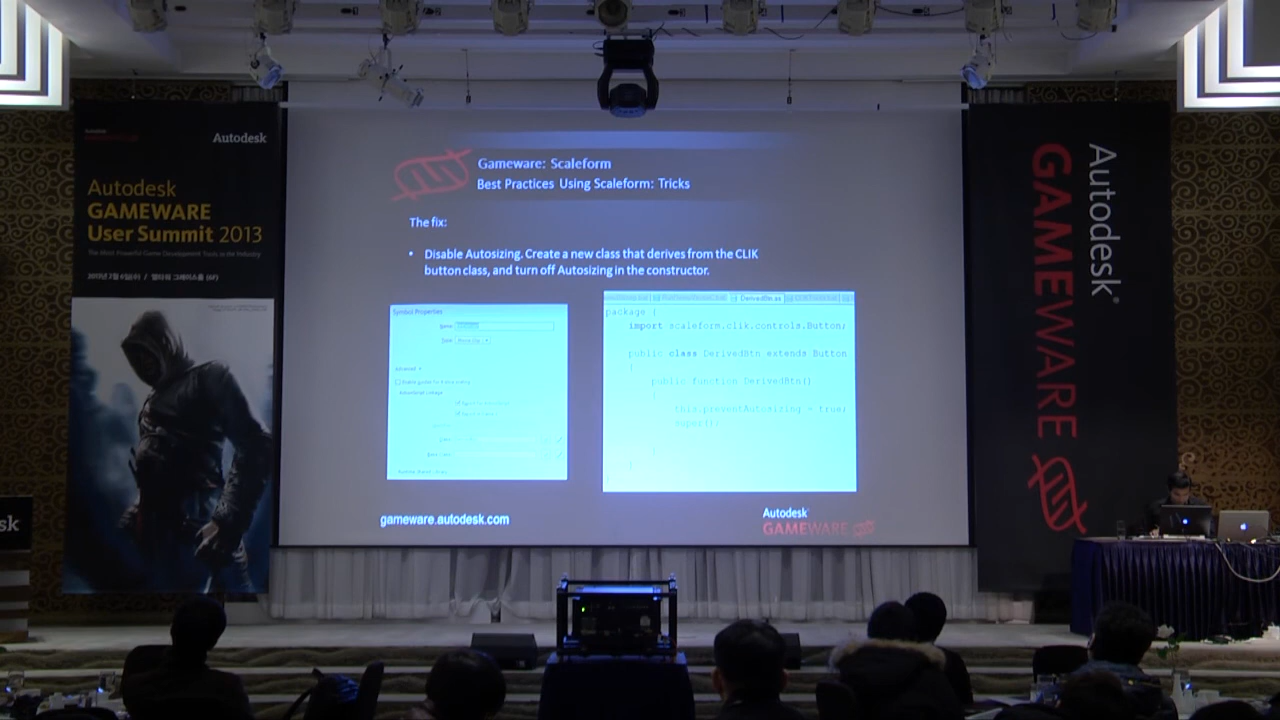 Autodesk
Autodesk
GAMEWARE
User Summit 2013
The Most Powerful Game Development Tools in the Industry
Gameware: Scaleform
Best Practices Using Scaleform: Tricks
The fix:
• Disable Autosizing. Create a new class that derives from the CLIK
button class, and turn off Autosizing in the constructor.
Symbol Properties
Name:
Type:
Advanced
DerivedBtn.as
package {
import scaleform.clik.controls.Button;
public class DerivedBtn extends Button
{
public function DerivedBtn()
{
this.preventAutosizing = true;
super();
}
}
gameware.autodesk.com
Autodesk
GAMEWARE
Autodesk®
GAMEWARE
sk